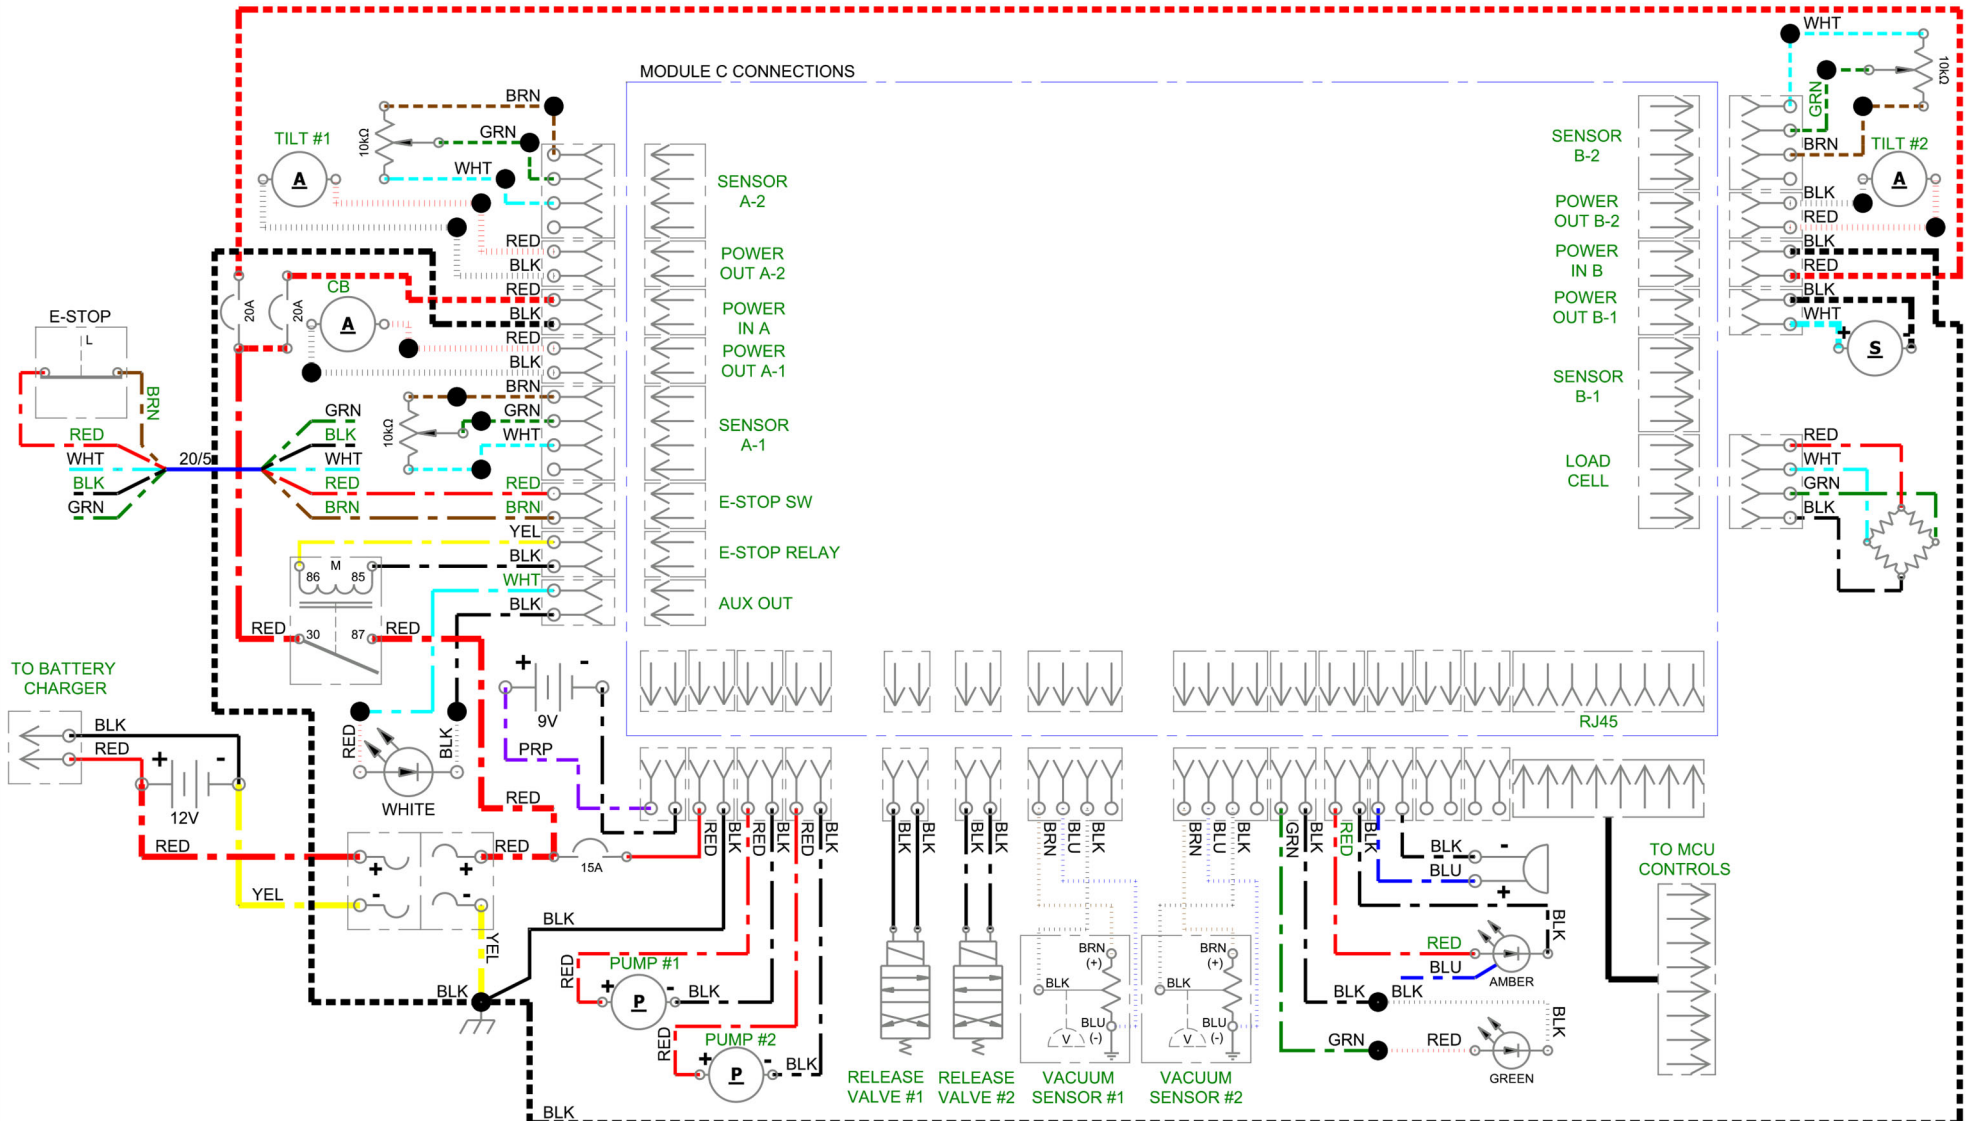 MODULE C CONNECTIONS
WHT
10kΩ
GRN
BRN
TILT #2
A
BLK
RED
BLK
RED
BLK
WHT
+
S
SENSOR
B-2
POWER
OUT B-2
POWER
IN B
POWER
OUT B-1
SENSOR
B-1
LOAD
CELL
RED
WHT
GRN
BLK
BRN
GRN
WHT
10kΩ
TILT #1
A
RED
BLK
RED
BLK
RED
BLK
BRN
GRN
WHT
RED
BRN
YEL
BLK
WHT
BLK
SENSOR
A-2
POWER
OUT A-2
POWER
IN A
POWER
OUT A-1
SENSOR
A-1
E-STOP SW
E-STOP RELAY
AUX OUT
20A
20A
CB
A
10kΩ
E-STOP
L
BRN
RED
WHT
BLK
GRN
20/5
GRN
BLK
WHT
RED
BRN
M
86
85
30
87
RED
RED
TO BATTERY
CHARGER
BLK
RED
+
-
12V
RED
YEL
RED
BLK
WHITE
+
-
9V
PRP
RED
+
+
-
-
RED
15A
YEL
BLK
BLK
BLK
RED
BLK
RED
BLK
RED
BLK
RED
PUMP #1
+
-
P
BLK
RED
PUMP #2
+
-
P
BLK
BLK
BLK
RELEASE
VALVE #1
BLK
BLK
RELEASE
VALVE #2
BRN
BLU
BLK
BRN
(+)
BLK
BLU
(-)
V
VACUUM
SENSOR #1
BRN
BLU
BLK
BRN
(+)
BLK
BLU
(-)
V
VACUUM
SENSOR #2
GRN
BLK
RED
BLK
BLK
-
BLU
+
BLK
RED
BLU
AMBER
BLK
BLK
BLK
GRN
RED
GREEN
RJ45
TO MCU
CONTROLS